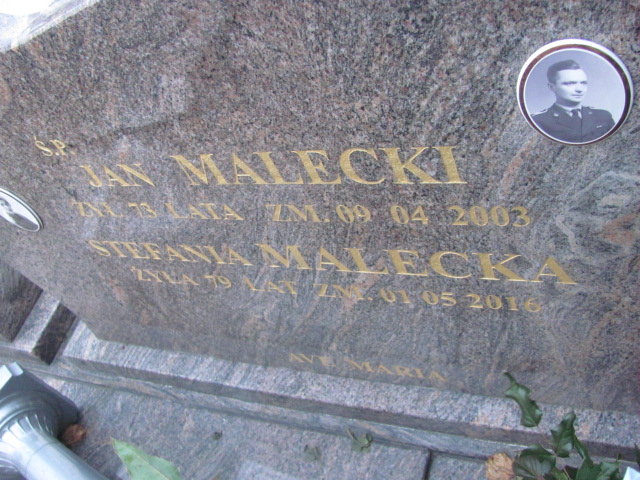 Ś.P.
JAN MALECKI
ŻYŁ 73 LATA ZM. 09 04 2003
STEFANIA MALECKA
ŻYŁA 79 LAT ZM. 01 05 2016
AVE MARIA